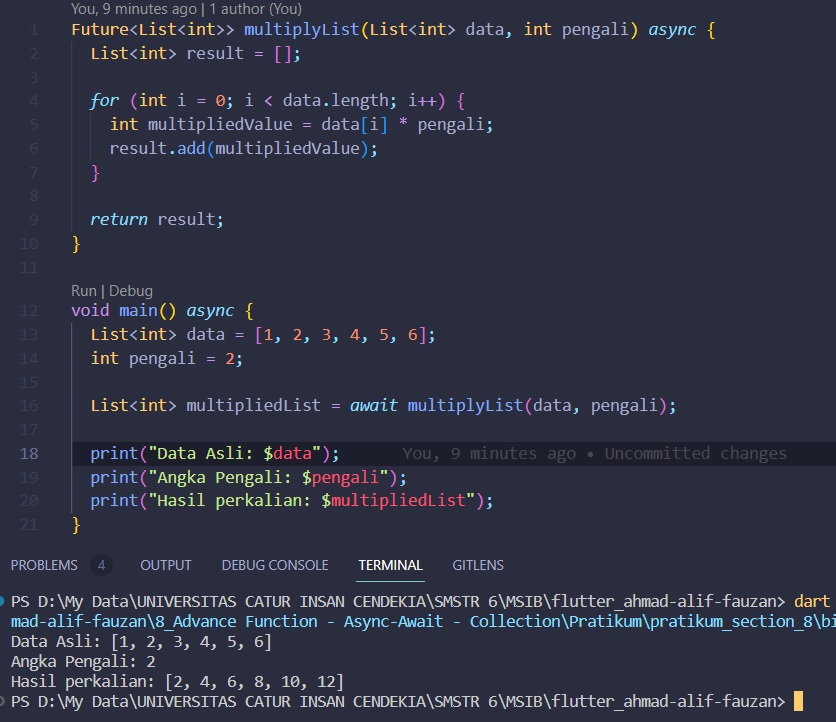 You, 9 minutes ago | 1 author (You)
1 Future<List<int>> multiplyList(List<int> data, int pengali) async {
2 List<int> result = [];
3
4 for (int i = 0; i < data.length; i++) {
5 int multipliedValue = data[i] * pengali;
6 result.add(multipliedValue);
7 }
8
9 return result;
10 }
11
Run | Debug
12 void main() async {
13 List<int> data = [1, 2, 3, 4, 5, 6];
14 int pengali = 2;
15
16 List<int> multipliedList = await multiplyList(data, pengali);
17
18 print("Data Asli: $data"); You, 9 minutes ago • Uncommitted changes
19 print("Angka Pengali: $pengali");
20 print("Hasil perkalian: $multipliedList");
21 }
PROBLEMS 4 OUTPUT DEBUG CONSOLE TERMINAL GITLENS
PS D:\My Data\UNIVERSITAS CATUR INSAN CENDEKIA\SMSTR 6\MSIB\flutter_ahmad-alif-fauzan> dart
mad-alif-fauzan\8_Advance Function - Async-Await - Collection\Pratikum\pratikum_section_8\bi
Data Asli: [1, 2, 3, 4, 5, 6]
Angka Pengali: 2
Hasil perkalian: [2, 4, 6, 8, 10, 12]
PS D:\My Data\UNIVERSITAS CATUR INSAN CENDEKIA\SMSTR 6\MSIB\flutter_ahmad-alif-fauzan>